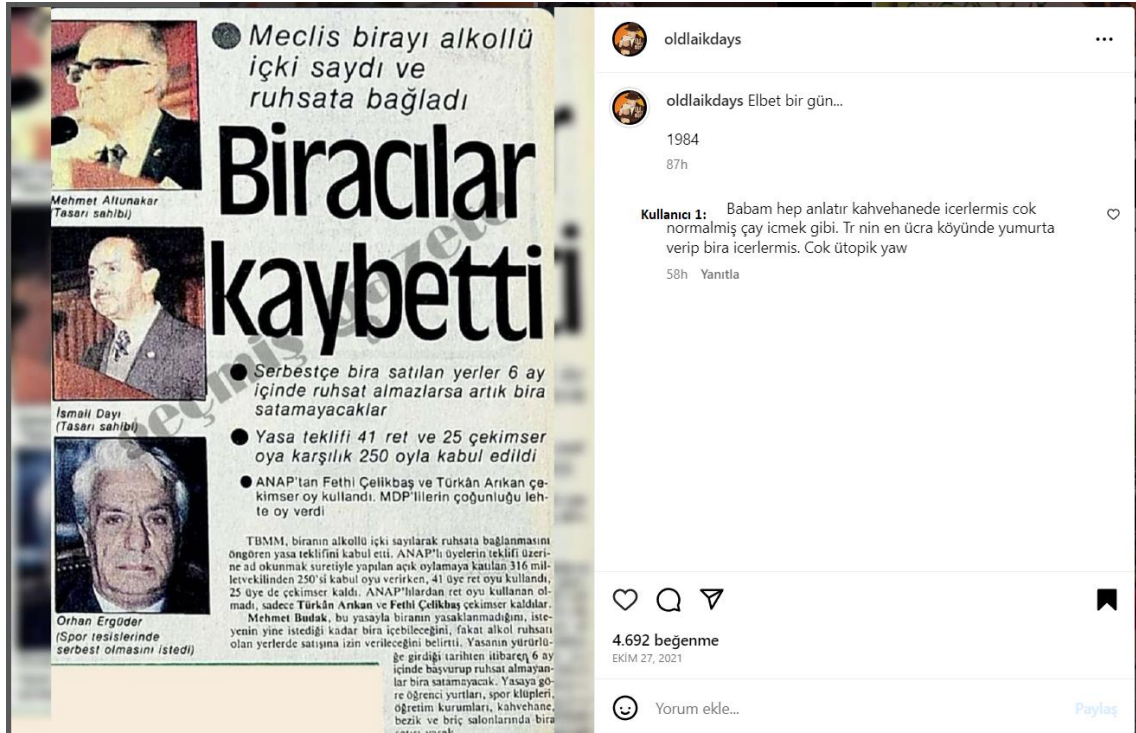 Meclis birayı alkollü
içki saydı ve
ruhsata bağladı
Biracılar
kaybetti
Serbestçe bira satılan yerler 6 ay
içinde ruhsat almazlarsa artık bira
satamayacaklar
Yasa teklifi 41 ret ve 25 çekimser
oya karşılık 250 oyla kabul edildi
ANAP'tan Fethi Çelikbaş ve Türkân Arıkan çe-
kimser oy kullandı. MDP'lilerin çoğunluğu leh-
te oy verdi
TBMM, biranın alkollü içki sayılarak ruhsata bağlanmasını
öngören yasa teklifini kabul etti. ANAP'lı üyelerin teklifi üzeri-
ne ad okunmak suretiyle yapılan açık oylamaya katılan 316 mil-
letvekilinden 250'si kabul oyu verirken, 41 üye ret oyu kullandı,
25 üye de çekimser kaldı. ANAP'lılardan ret oyu kullanan ol-
madı, sadece Türkân Arıkan ve Fethi Çelikbaş çekimser kaldılar.
Mehmet Budak, bu yasayla biranın yasaklanmadığını, iste-
yenin yine istediği kadar bira içebileceğini, fakat alkol ruhsatı
olan yerlerde satışına izin verileceğini belirtti. Yasanın yürürlü-
ğe girdiği tarihten itibaren 6 ay
içinde başvurup ruhsat almayan-
lar bira satamayacak. Yasaya gö-
re öğrenci yurtları, spor klüpleri,
öğretim kurumları, kahvehane,
bezik ve briç salonlarında bira
Mehmet Altunakar
(Tasarı sahibi)
İsmail Dayı
(Tasarı sahibi)
Orhan Ergüder
(Spor tesislerinde
serbest olmasını istedi)
geçmiş gazete
oldlaikdays
oldlaikdays Elbet bir gün...
1984
87h
Kullanıcı 1: Babam hep anlatır kahvehanede icerlermis cok
normalmiş çay icmek gibi. Tr nin en ücra köyünde yumurta
verip bira icerlermis. Cok ütopik yaw
58h Yanıtla
4.692 beğenme
EKİM 27, 2021
Yorum ekle...
Paylaş